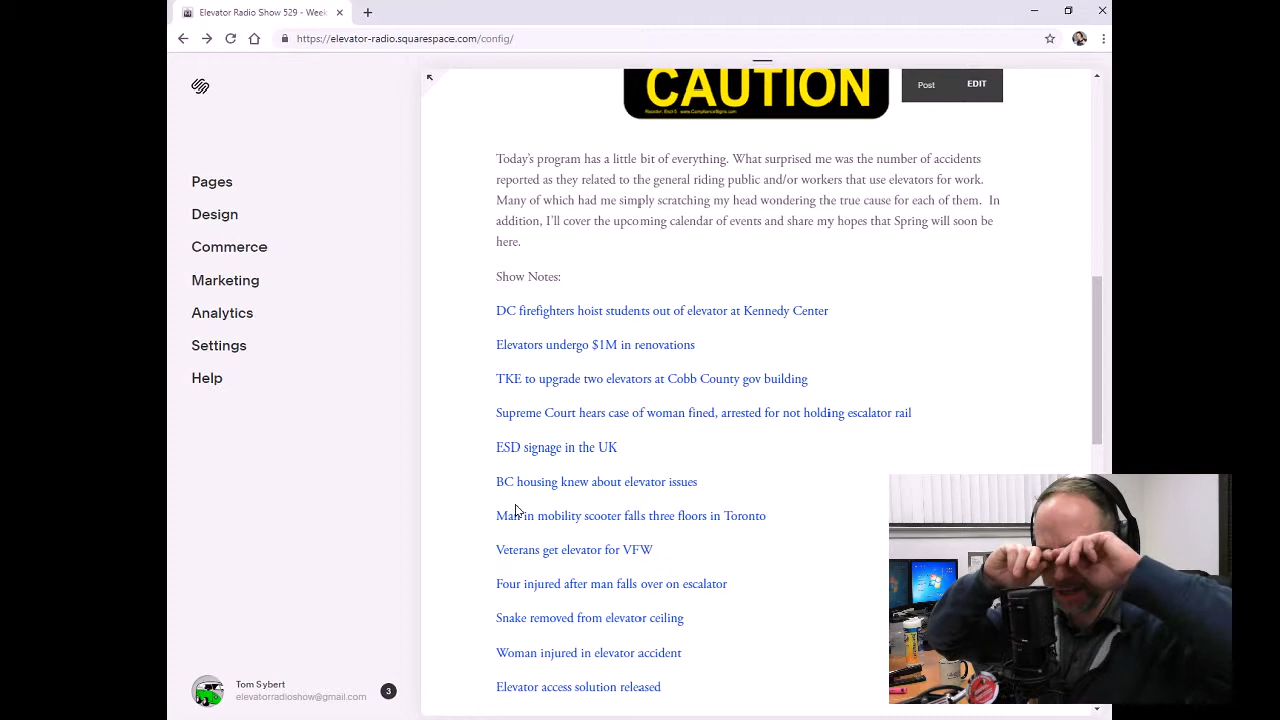 Elevator Radio Show 529 - Week
https://elevator-radio.squarespace.com/config/
CAUTION
Post EDIT
Pages
Design
Commerce
Marketing
Analytics
Settings
Help
Today's program has a little bit of everything. What surprised me was the number of accidents
reported as they related to the general riding public and/or workers that use elevators for work.
Many of which had me simply scratching my head wondering the true cause for each of them. In
addition, I'll cover the upcoming calendar of events and share my hopes that Spring will soon be
here.
Show Notes:
DC firefighters hoist students out of elevator at Kennedy Center
Elevators undergo $1M in renovations
TKE to upgrade two elevators at Cobb County gov building
Supreme Court hears case of woman fined, arrested for not holding escalator rail
ESD signage in the UK
BC housing knew about elevator issues
Man in mobility scooter falls three floors in Toronto
Veterans get elevator for VFW
Four injured after man falls over on escalator
Snake removed from elevator ceiling
Woman injured in elevator accident
Elevator access solution released
Tom Sybert
elevatorradioshow@gmail.com
3